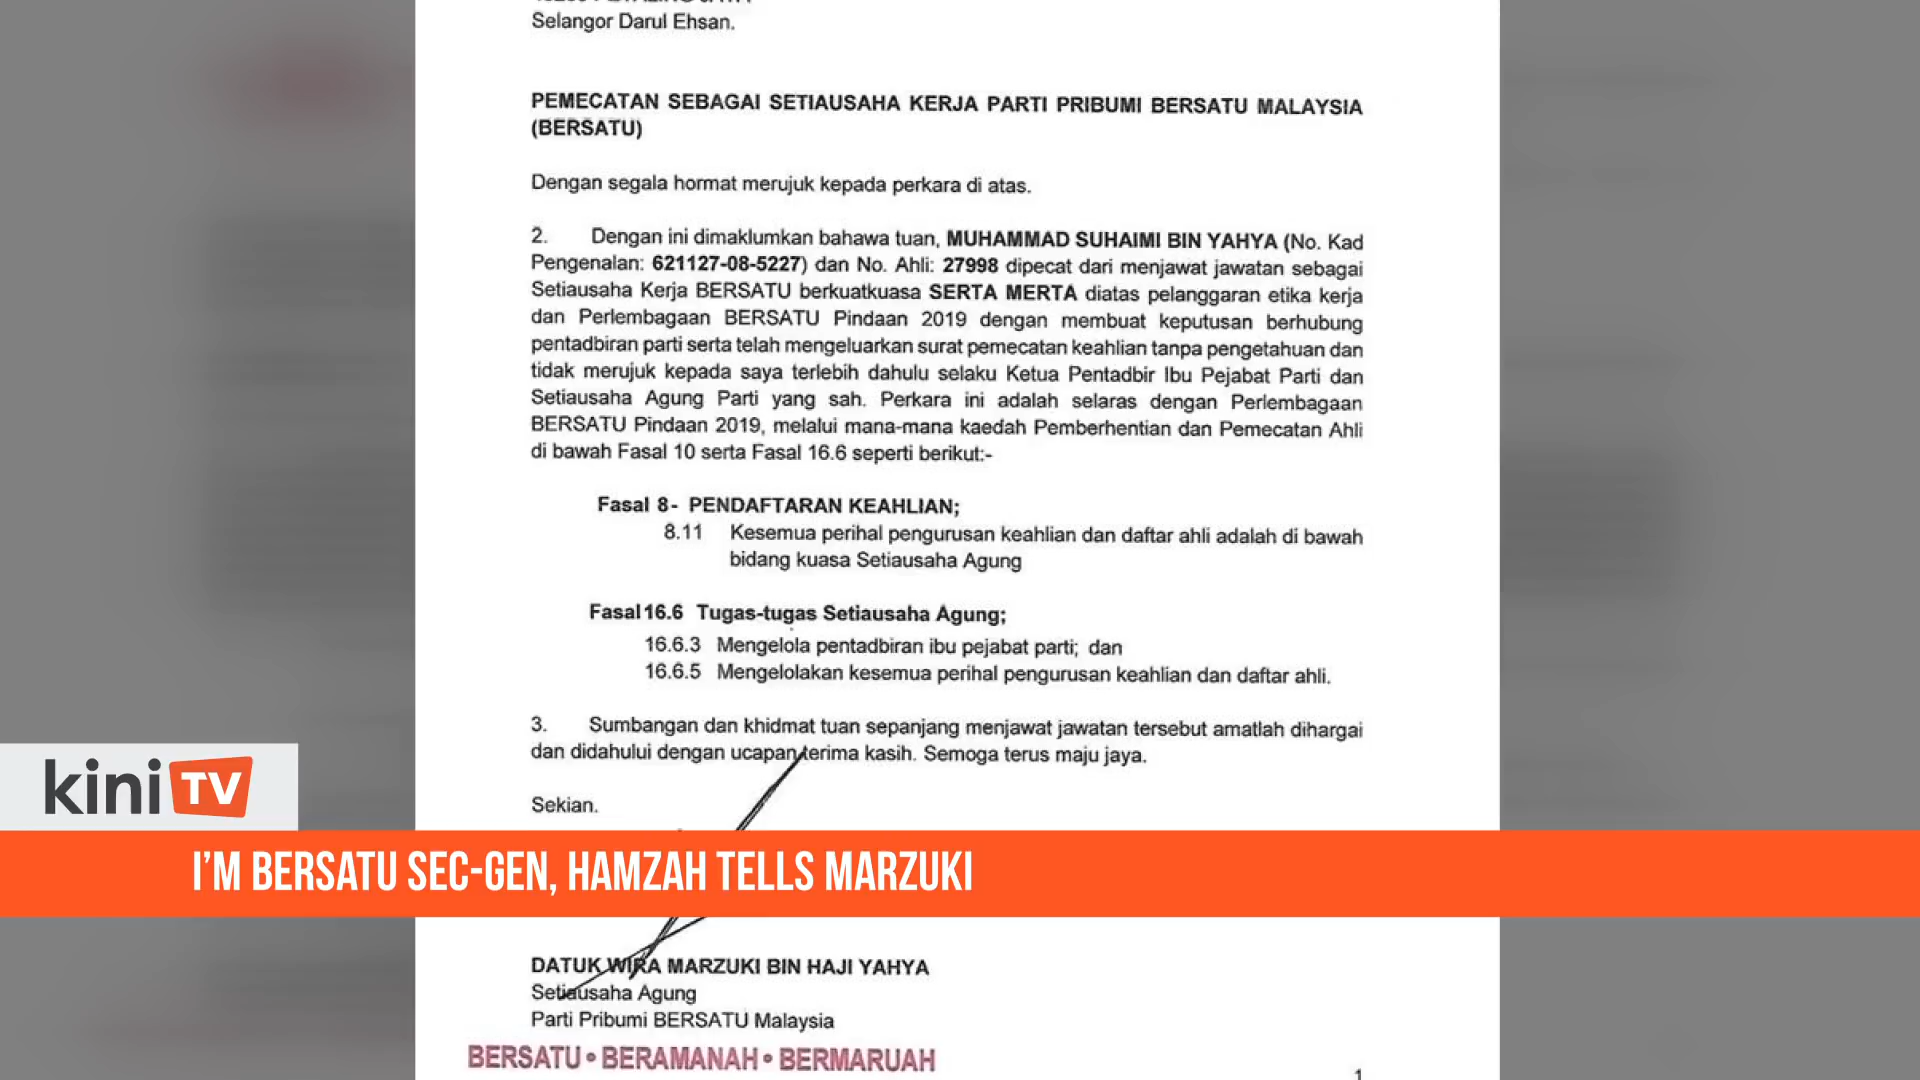 Selangor Darul Ehsan.
PEMECATAN SEBAGAI SETIAUSAHA KERJA PARTI PRIBUMI BERSATU MALAYSIA
(BERSATU)
Dengan segala hormat merujuk kepada perkara di atas.
2. Dengan ini dimaklumkan bahawa tuan, MUHAMMAD SUHAIMI BIN YAHYA (No. Kad
Pengenalan: 621127-08-5227) dan No. Ahli: 27998 dipecat dari menjawat jawatan sebagai
Setiausaha Kerja BERSATU berkuatkuasa SERTA MERTA diatas pelanggaran etika kerja
dan Perlembagaan BERSATU Pindaan 2019 dengan membuat keputusan berhubung
pentadbiran parti serta telah mengeluarkan surat pemecatan keahlian tanpa pengetahuan dan
tidak merujuk kepada saya terlebih dahulu selaku Ketua Pentadbir Ibu Pejabat Parti dan
Setiausaha Agung Parti yang sah. Perkara ini adalah selaras dengan Perlembagaan
BERSATU Pindaan 2019, melalui mana-mana kaedah Pemberhentian dan Pemecatan Ahli
di bawah Fasal 10 serta Fasal 16.6 seperti berikut:-
Fasal 8- PENDAFTARAN KEAHLIAN;
8.11 Kesemua perihal pengurusan keahlian dan daftar ahli adalah di bawah
bidang kuasa Setiausaha Agung
Fasal 16.6 Tugas-tugas Setiausaha Agung;
16.6.3 Mengelola pentadbiran ibu pejabat parti; dan
16.6.5 Mengelolakan kesemua perihal pengurusan keahlian dan daftar ahli.
3. Sumbangan dan khidmat tuan sepanjang menjawat jawatan tersebut amatlah dihargai
dan didahului dengan ucapan terima kasih. Semoga terus maju jaya.
Sekian.
kini TV
I'M BERSATU SEC-GEN, HAMZAH TELLS MARZUKI
DATUK WIRA MARZUKI BIN HAJI YAHYA
Setiausaha Agung
Parti Pribumi BERSATU Malaysia
BERSATU • BERAMANAH • BERMARUAH
1